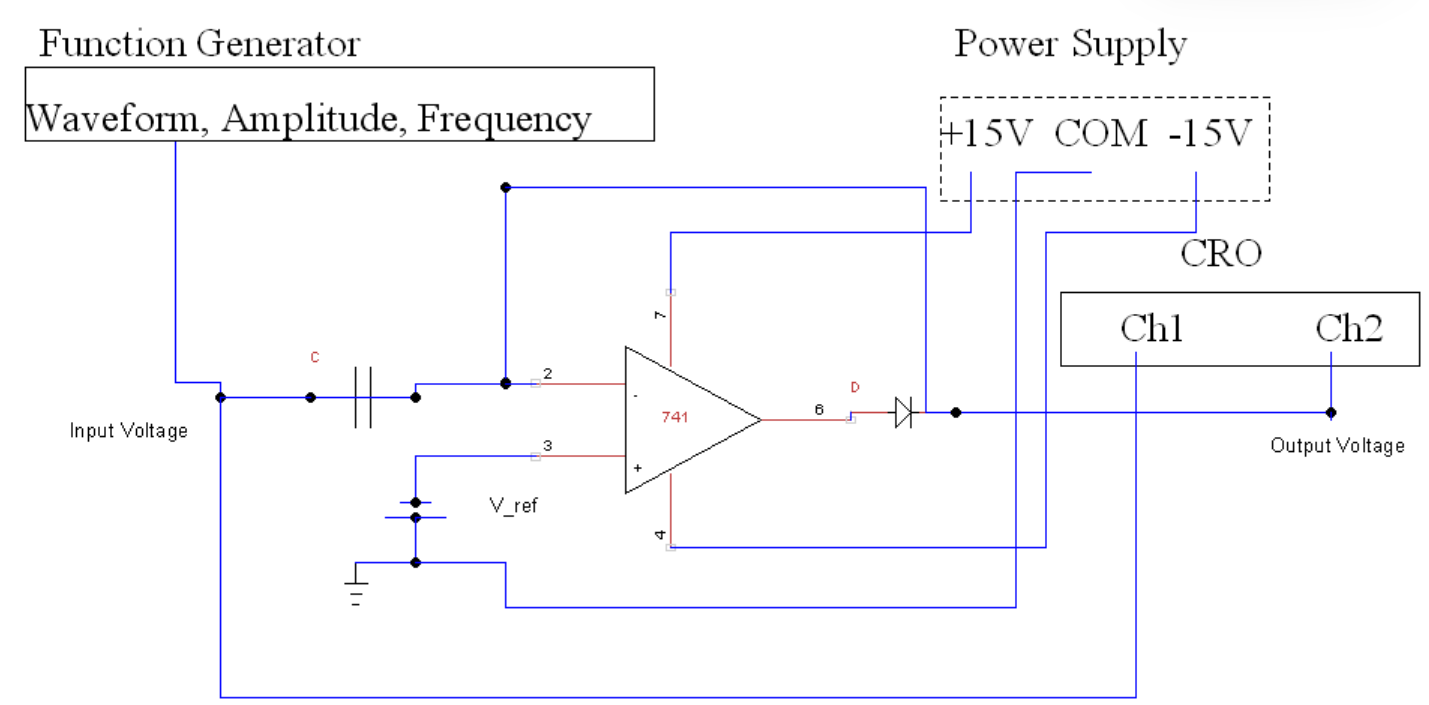 Function Generator
Power Supply
Waveform, Amplitude, Frequency
+15V COM -15V
CRO
Ch1 Ch2
7
C
2
D
6
-
741
Input Voltage
3
Output Voltage
+
V_ref
4